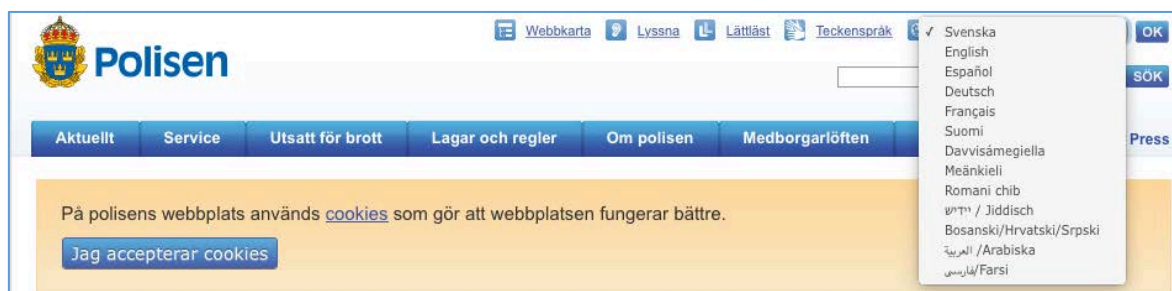 Polisen
Webbkarta Lyssna Lättläst Teckenspråk
✓ Svenska
English
Español
Deutsch
Français
Suomi
Davvisámegiella
Meänkieli
Romani chib
ייִדיש / Jiddisch
Bosanski/Hrvatski/Srpski
العربية /Arabiska
فارسی/Farsi
OK
SÖK
Aktuellt Service Utsatt för brott Lagar och regler Om polisen Medborgarlöften Press
På polisens webbplats används cookies som gör att webbplatsen fungerar bättre.
Jag accepterar cookies